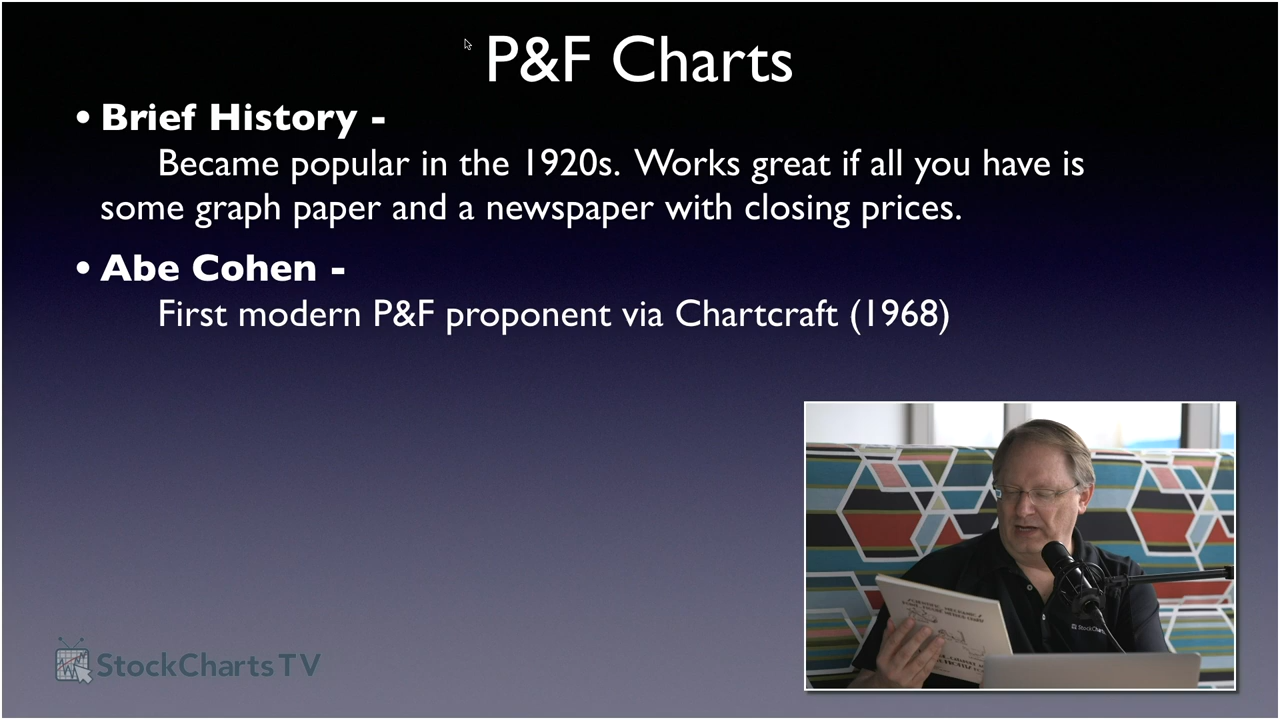 P&F Charts
• Brief History -
Became popular in the 1920s. Works great if all you have is
some graph paper and a newspaper with closing prices.
• Abe Cohen -
First modern P&F proponent via Chartcraft (1968)
StockCharts TV